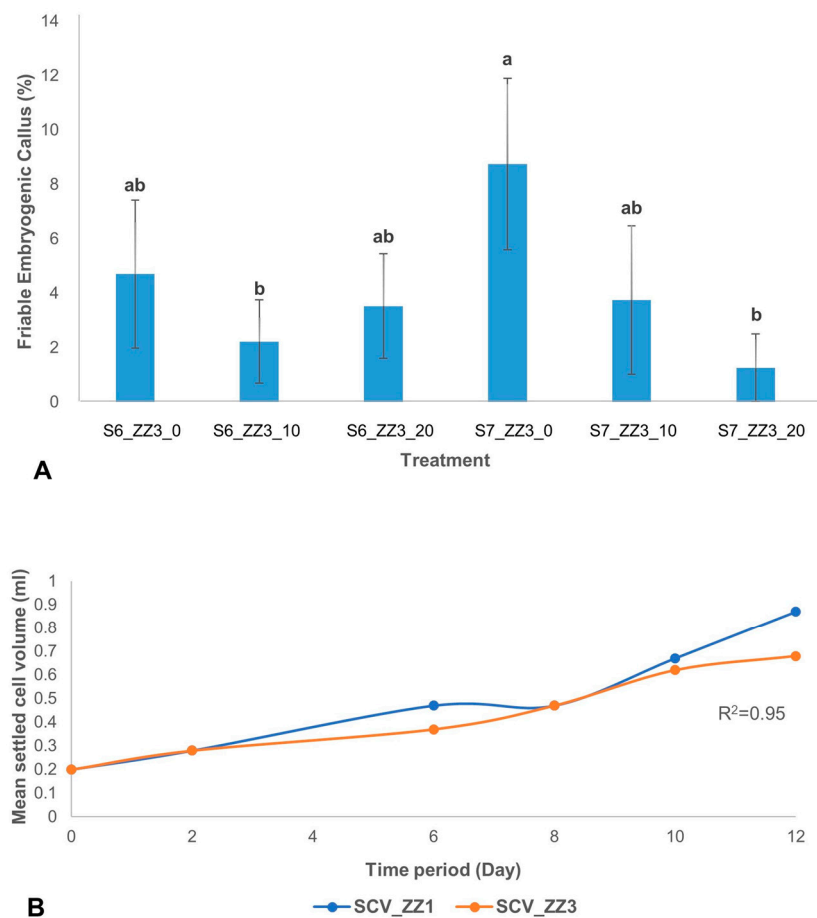 14
12
10
8
6
4
2
0
Friable Embryogenic Callus (%)
ab
b
ab
a
ab
b
S6_ZZ3_0 S6_ZZ3_10 S6_ZZ3_20 S7_ZZ3_0 S7_ZZ3_10 S7_ZZ3_20
Treatment
A
1
0.9
0.8
0.7
0.6
0.5
0.4
0.3
0.2
0.1
0
Mean settled cell volume (ml)
R²=0.95
0 2 4 6 8 10 12
Time period (Day)
B
SCV_ZZ1 SCV_ZZ3